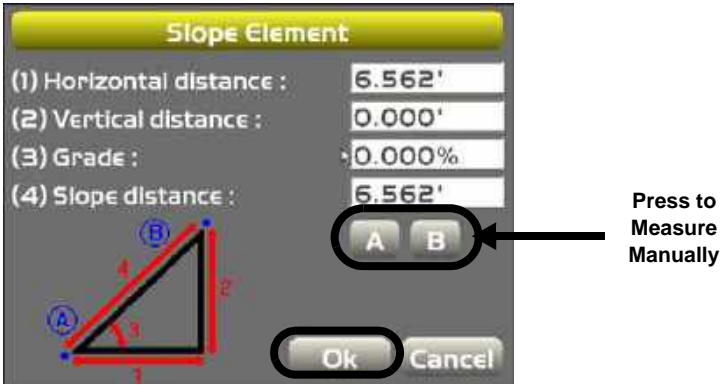 Slope Element
(1) Horizontal distance : 6.562'
(2) Vertical distance : 0.000'
(3) Grade : 0.000%
(4) Slope distance : 6.562'
A B
Press to
Measure
Manually
B
4
2
A
3
1
Ok Cancel